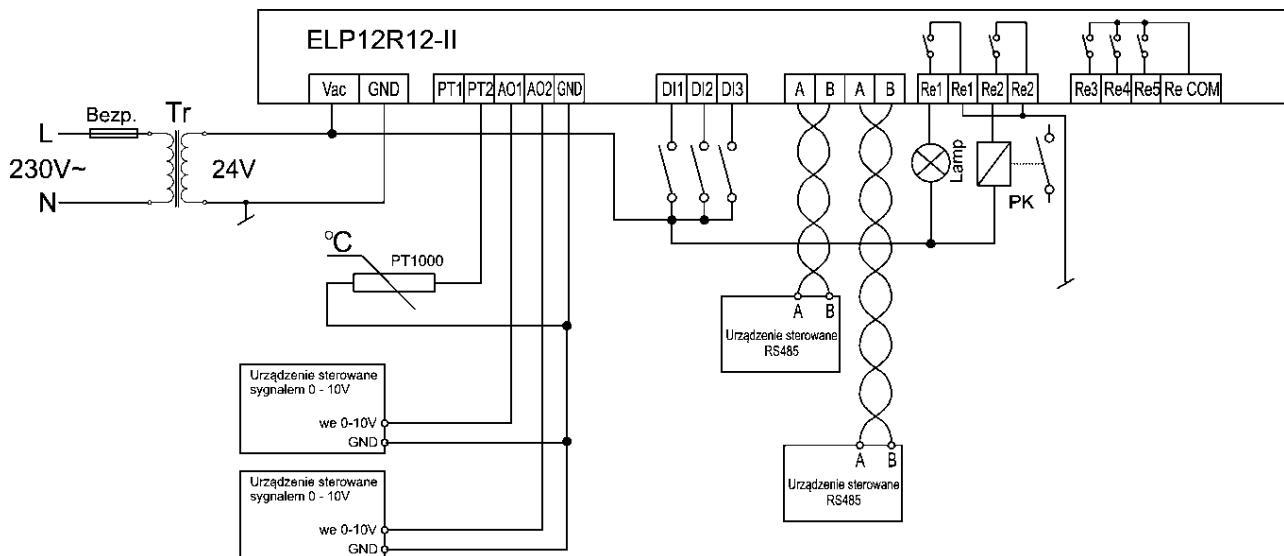 ELP12R12-II
Vac GND PT1 PT2 AO1 AO2 GND DI1 DI2 DI3 A B A B Re1 Re1 Re2 Re2 Re3 Re4 Re5 Re COM
Bezp. Tr
L
230V~ 24V
N
Lamp
PK
°C
PT1000
A B
Urządzenie sterowane
RS485
Urządzenie sterowane
sygnałem 0 - 10V
we 0-10V
GND
A B
Urządzenie sterowane
RS485
Urządzenie sterowane
sygnałem 0 - 10V
we 0-10V
GND